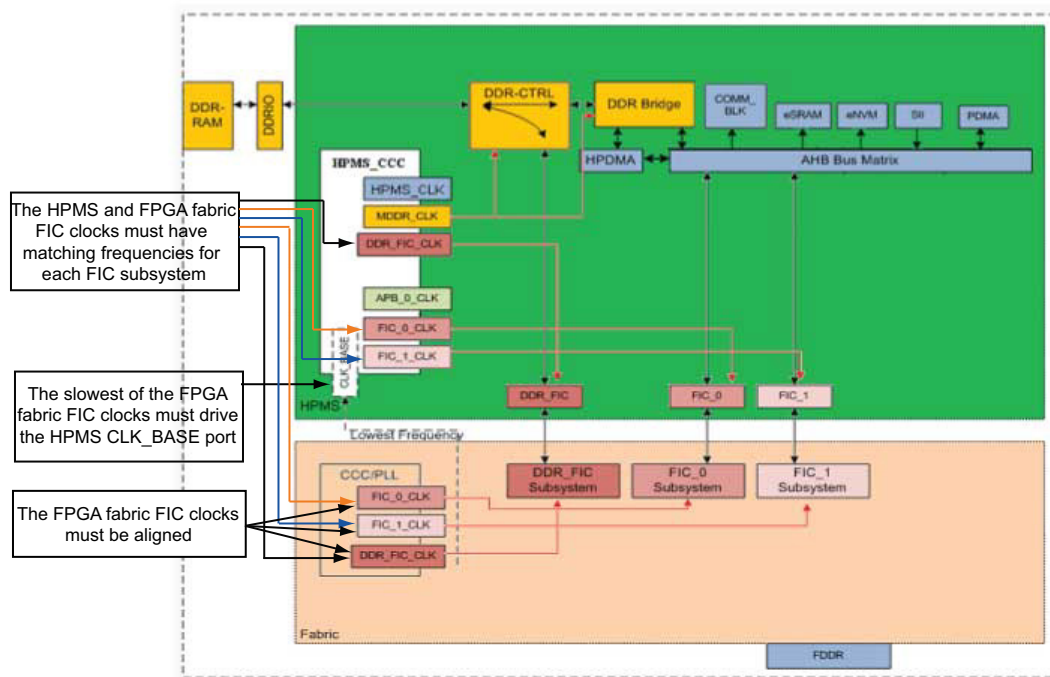 DDR-
RAM
DDRIO
DDR-CTRL
DDR Bridge
COMM_
BLK
eSRAM
eNVM
SII
PDMA
HPDMA
AHB Bus Matrix
HPMS_CCC
HPMS_CLK
MDDR_CLK
DDR_FIC_CLK
APB_0_CLK
FIC_0_CLK
FIC_1_CLK
CLK_BASE
HPMS
The HPMS and FPGA fabric
FIC clocks must have
matching frequencies for
each FIC subsystem
The slowest of the FPGA
fabric FIC clocks must drive
the HPMS CLK_BASE port
The FPGA fabric FIC clocks
must be aligned
DDR_FIC
FIC_0
FIC_1
Lowest Frequency
CCC/PLL
FIC_0_CLK
FIC_1_CLK
DDR_FIC_CLK
DDR_FIC
Subsystem
FIC_0
Subsystem
FIC_1
Subsystem
Fabric
FDDR